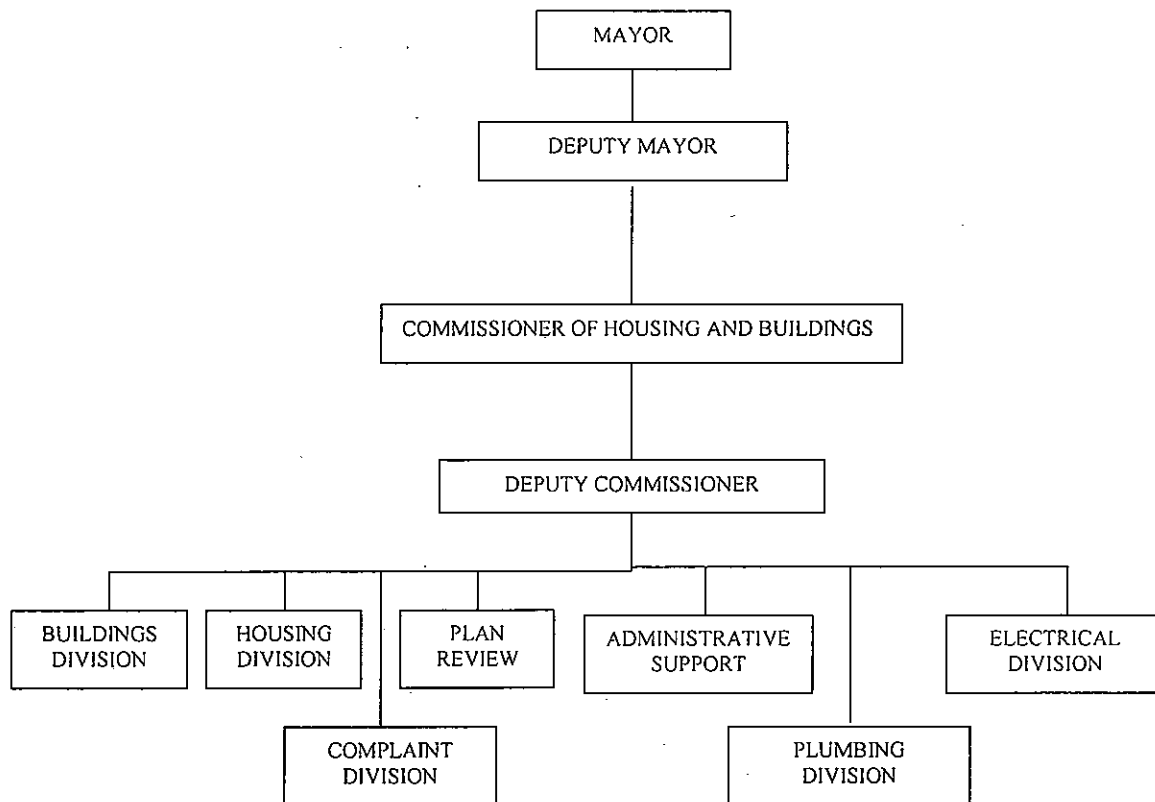 MAYOR
DEPUTY MAYOR
COMMISSIONER OF HOUSING AND BUILDINGS
DEPUTY COMMISSIONER
BUILDINGS
DIVISION
HOUSING
DIVISION
PLAN
REVIEW
ADMINISTRATIVE
SUPPORT
ELECTRICAL
DIVISION
COMPLAINT
DIVISION
PLUMBING
DIVISION